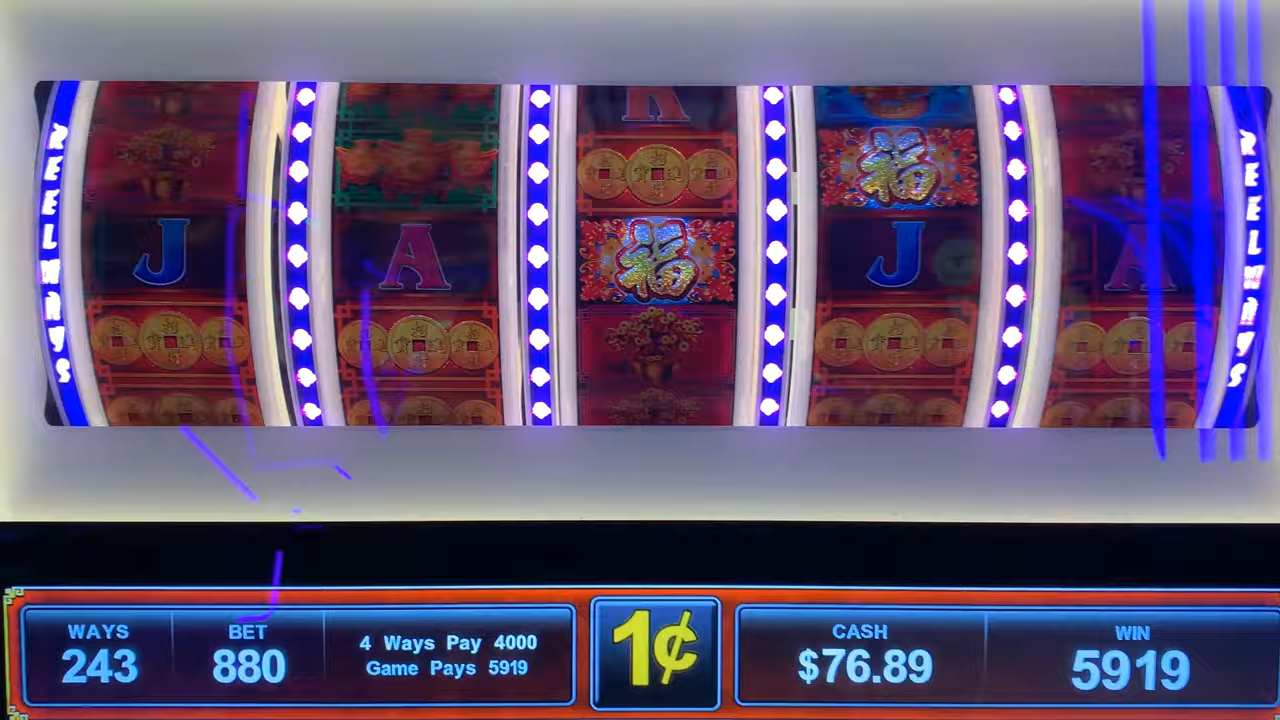 REEL WAYS
K
福
福
J
A
J
A
REEL WAYS
WAYS
243
BET
880
4 Ways Pay 4000
Game Pays 5919
1¢
CASH
$76.89
WIN
5919